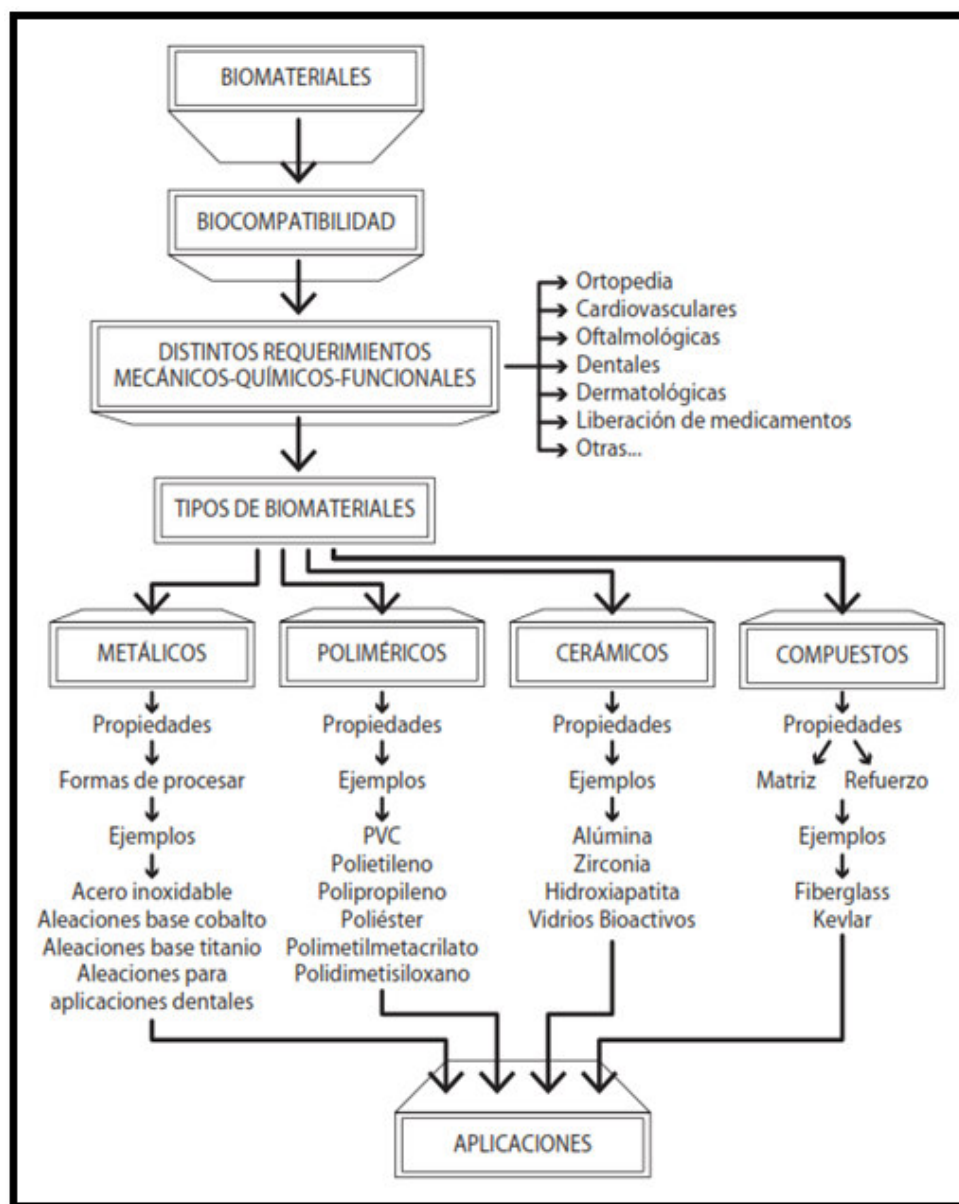 BIOMATERIALES
BIOCOMPATIBILIDAD
DISTINTOS REQUERIMIENTOS
MECÁNICOS-QUÍMICOS-FUNCIONALES
Ortopedia
Cardiovasculares
Oftalmológicas
Dentales
Dermatológicas
Liberación de medicamentos
Otras...
TIPOS DE BIOMATERIALES
METÁLICOS
Propiedades
Formas de procesar
Ejemplos
Acero inoxidable
Aleaciones base cobalto
Aleaciones base titanio
Aleaciones para
aplicaciones dentales
POLIMÉRICOS
Propiedades
Ejemplos
PVC
Polietileno
Polipropileno
Poliéster
Polimetilmetacrilato
Polidimetisiloxano
CERÁMICOS
Propiedades
Ejemplos
Alúmina
Zirconia
Hidroxiapatita
Vidrios Bioactivos
COMPUESTOS
Propiedades
Matriz Refuerzo
Ejemplos
Fiberglass
Kevlar
APLICACIONES